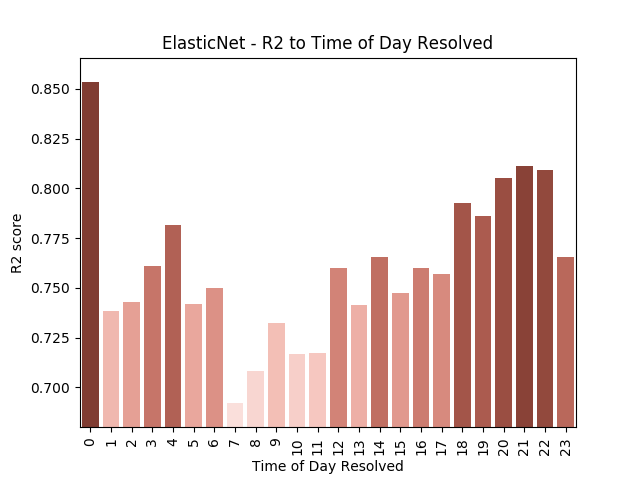 ElasticNet - R2 to Time of Day Resolved
0.850
0.825
0.800
0.775
0.750
0.725
0.700
R2 score
0 1 2 3 4 5 6 7 8 9 10 11 12 13 14 15 16 17 18 19 20 21 22 23
Time of Day Resolved